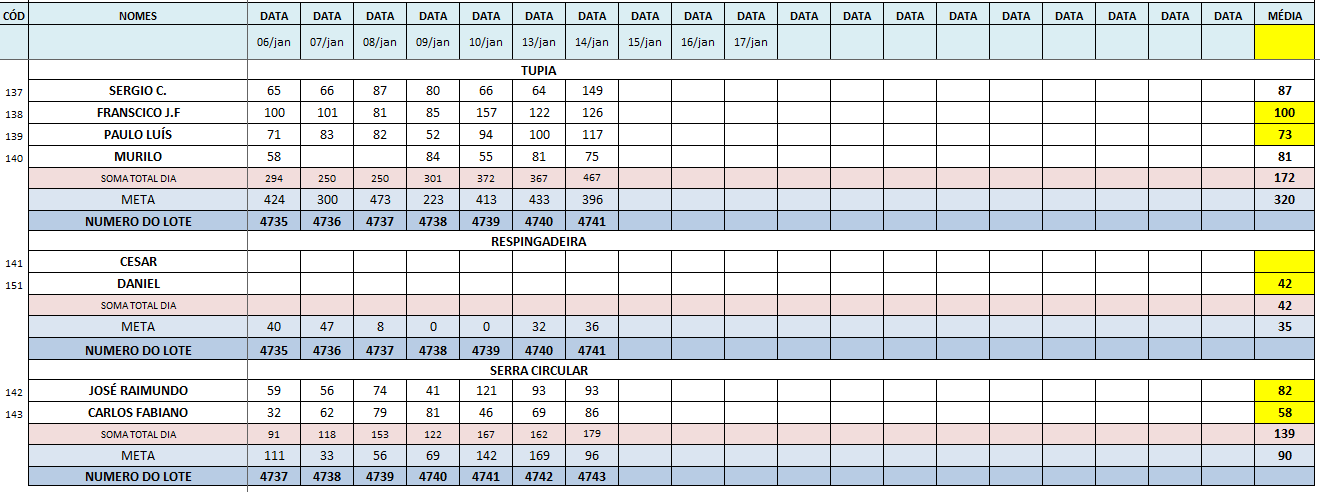 CÓD NOMES DATA DATA DATA DATA DATA DATA DATA DATA DATA DATA DATA DATA DATA DATA DATA DATA DATA DATA DATA MÉDIA
06/jan 07/jan 08/jan 09/jan 10/jan 13/jan 14/jan 15/jan 16/jan 17/jan
TUPIA
137 SERGIO C. 65 66 87 80 66 64 149 87
138 FRANSCICO J.F 100 101 81 85 157 122 126 100
139 PAULO LUÍS 71 83 82 52 94 100 117 73
140 MURILO 58 84 55 81 75 81
SOMA TOTAL DIA 294 250 250 301 372 367 467 172
META 424 300 473 223 413 433 396 320
NUMERO DO LOTE 4735 4736 4737 4738 4739 4740 4741
RESPINGADEIRA
141 CESAR
151 DANIEL 42
SOMA TOTAL DIA 42
META 40 47 8 0 0 32 36 35
NUMERO DO LOTE 4735 4736 4737 4738 4739 4740 4741
SERRA CIRCULAR
142 JOSÉ RAIMUNDO 59 56 74 41 121 93 93 82
143 CARLOS FABIANO 32 62 79 81 46 69 86 58
SOMA TOTAL DIA 91 118 153 122 167 162 179 139
META 111 33 56 69 142 169 96 90
NUMERO DO LOTE 4737 4738 4739 4740 4741 4742 4743